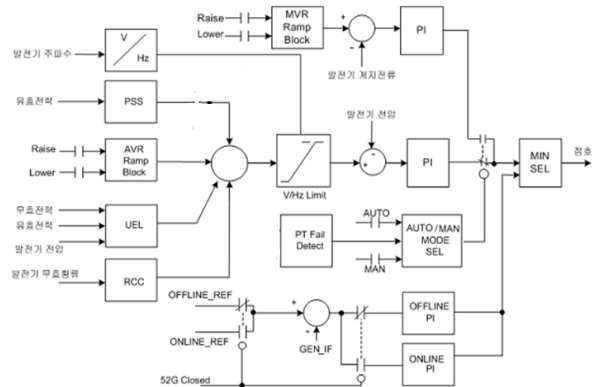 Raise
Lower
MVR
Ramp
Block
+
-
PI
발전기 계자전류
발전기 주파수
V
Hz
유효전력
PSS
발전기 전압
Raise
Lower
AVR
Ramp
Block
V/Hz Limit
+
-
PI
MIN
SEL
점호
무효전력
유효전력
발전기 전압
UEL
PT Fail
Detect
AUTO
MAN
AUTO / MAN
MODE
SEL
발전기 무효횡류
RCC
OFFLINE_REF
ONLINE_REF
+
-
GEN_IF
OFFLINE
PI
ONLINE
PI
52G Closed